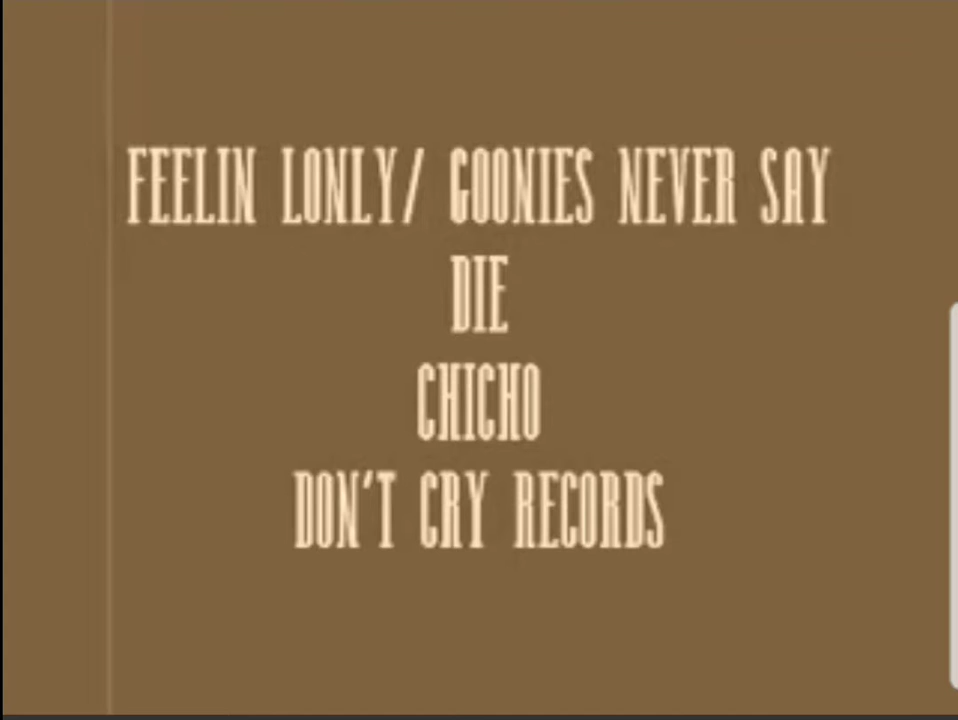 FEELIN LONLY/ GOONIES NEVER SAY
DIE
CHICHO
DON'T CRY RECORDS